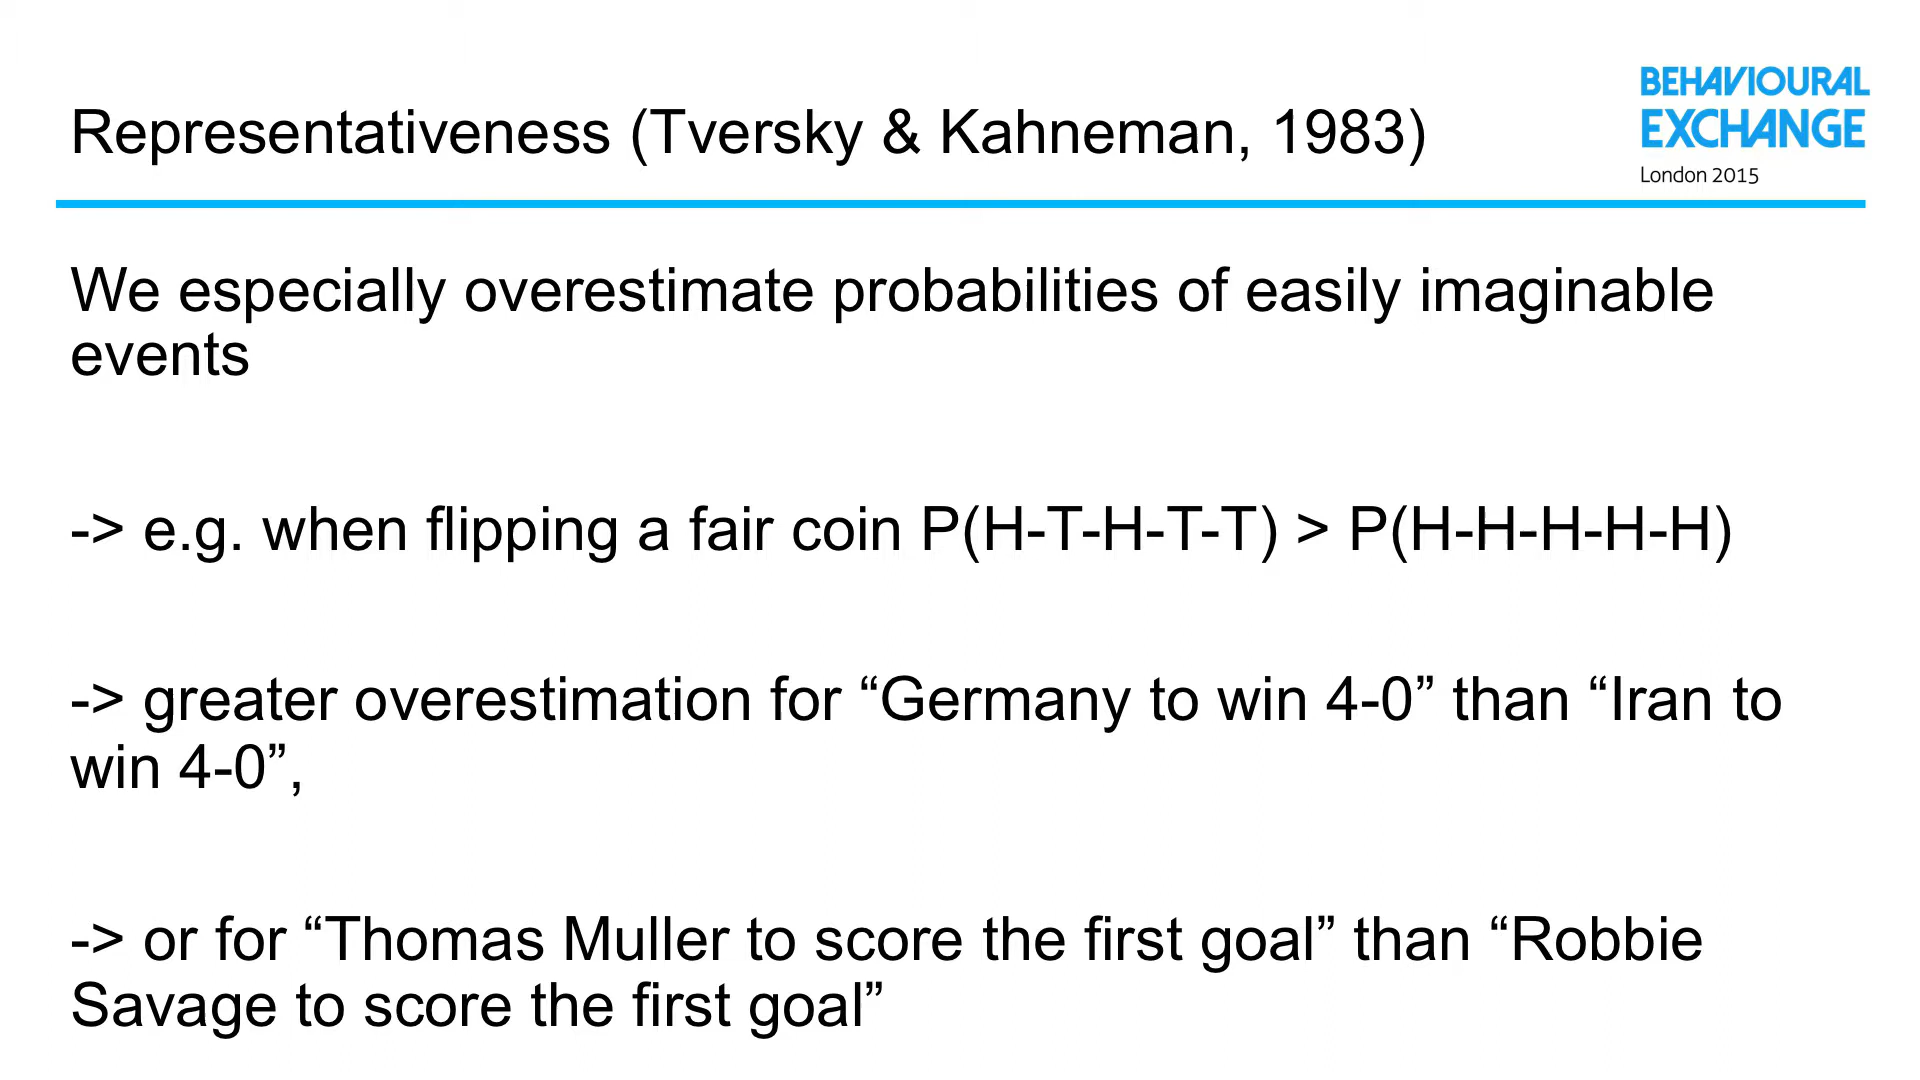 BEHAVIOURAL
EXCHANGE
London 2015
Representativeness (Tversky & Kahneman, 1983)
We especially overestimate probabilities of easily imaginable
events
-> e.g. when flipping a fair coin P(H-T-H-T-T) > P(H-H-H-H-H)
-> greater overestimation for “Germany to win 4-0” than “Iran to
win 4-0”,
-> or for “Thomas Muller to score the first goal” than “Robbie
Savage to score the first goal”